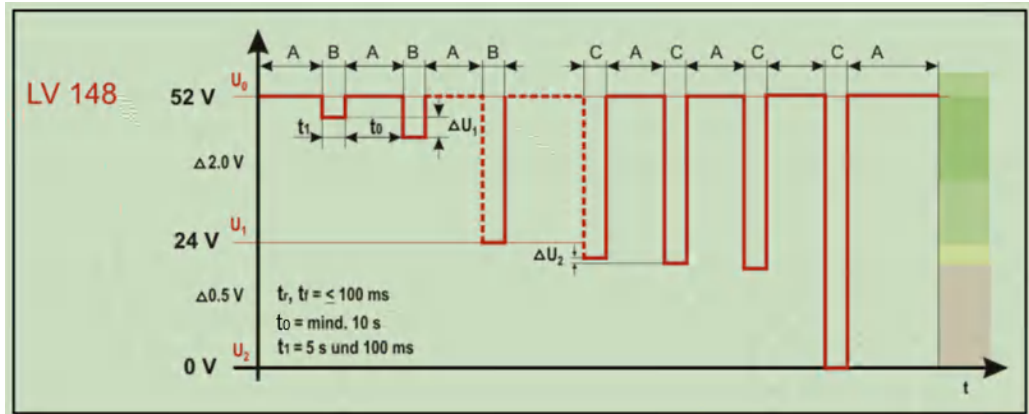 A B A B A B C A C A C C A
LV 148
U₀
52 V
t₁ t₀ ΔU₁
Δ2.0 V
U₁
24 V
ΔU₂
Δ0.5 V
tr, tf = ≤ 100 ms
t₀ = mind. 10 s
t₁ = 5 s und 100 ms
U₂
0 V
t